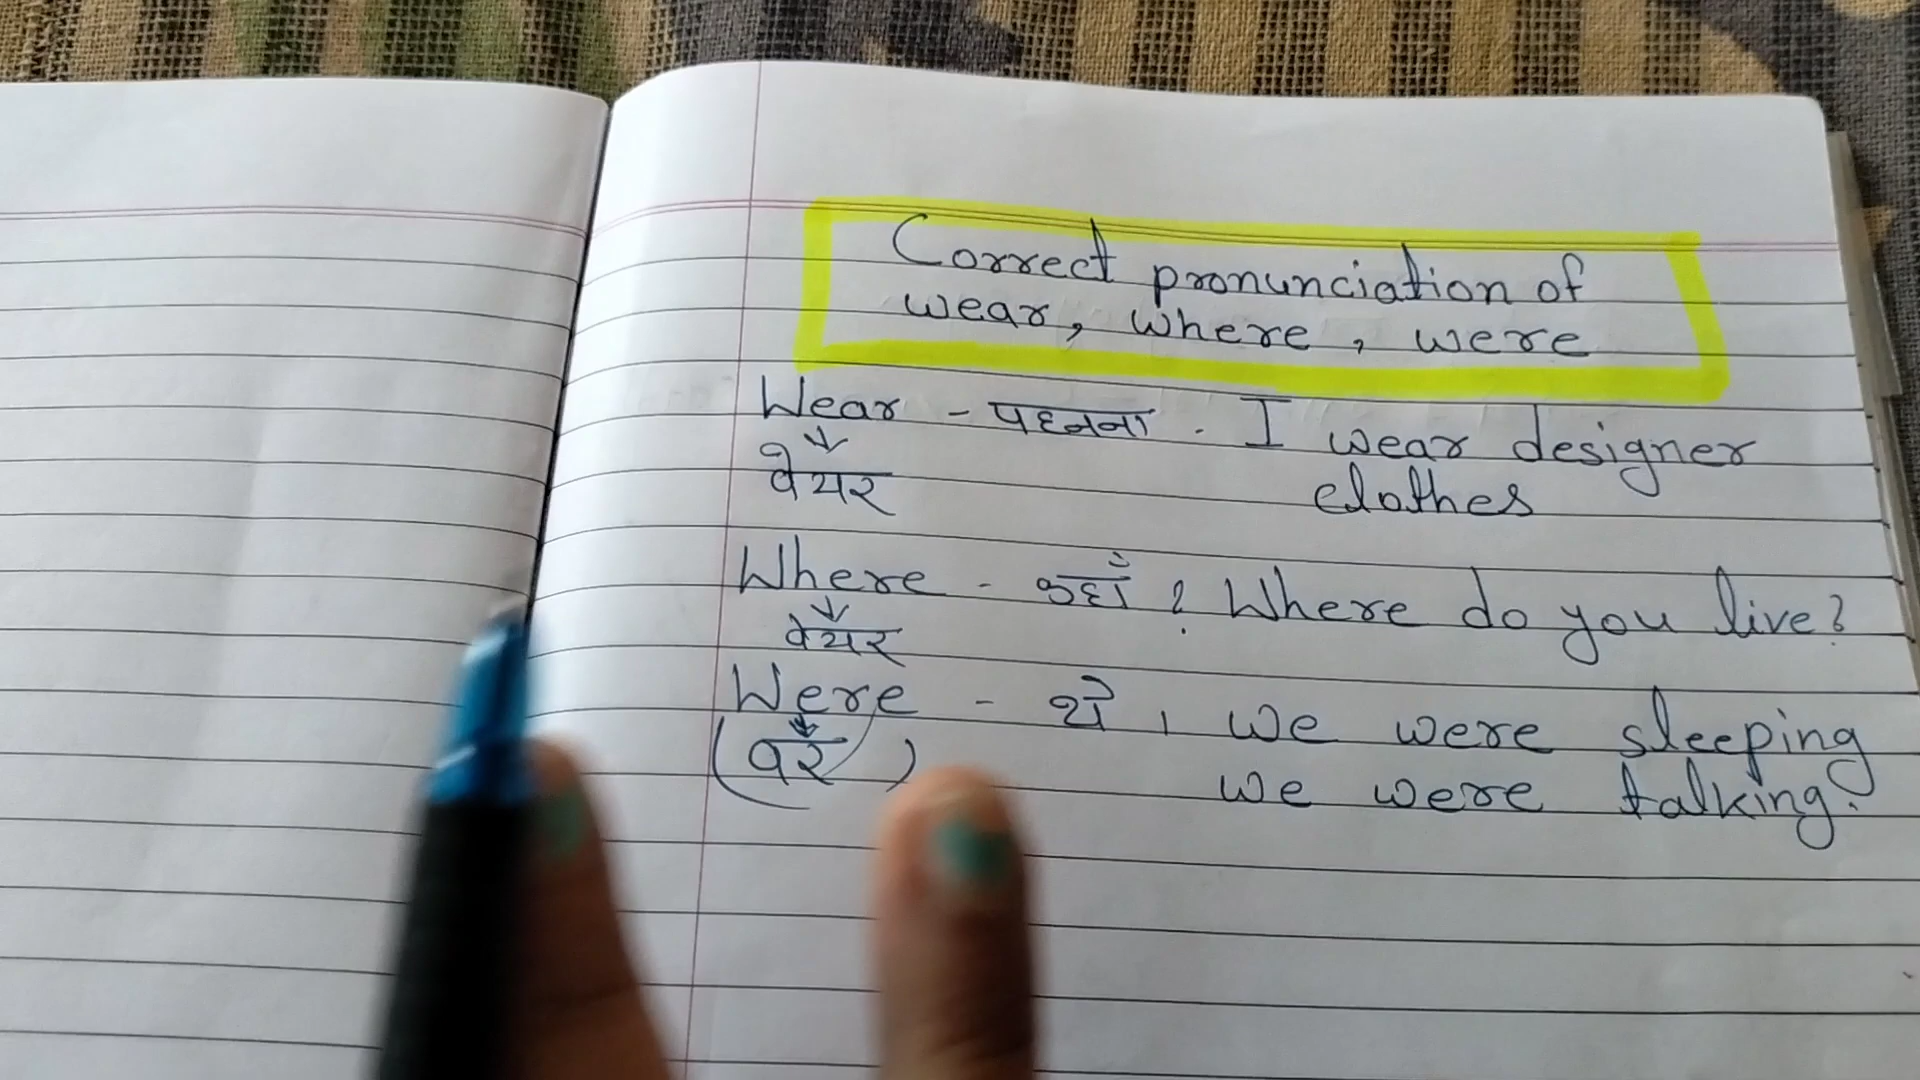 Correct pronunciation of
wear, where, were
Wear - पहनना . I wear designer
वेयर clothes
Where - कहाँ ? Where do you live?
वेयर
Were - थे , we were sleeping
(वर) we were talking.